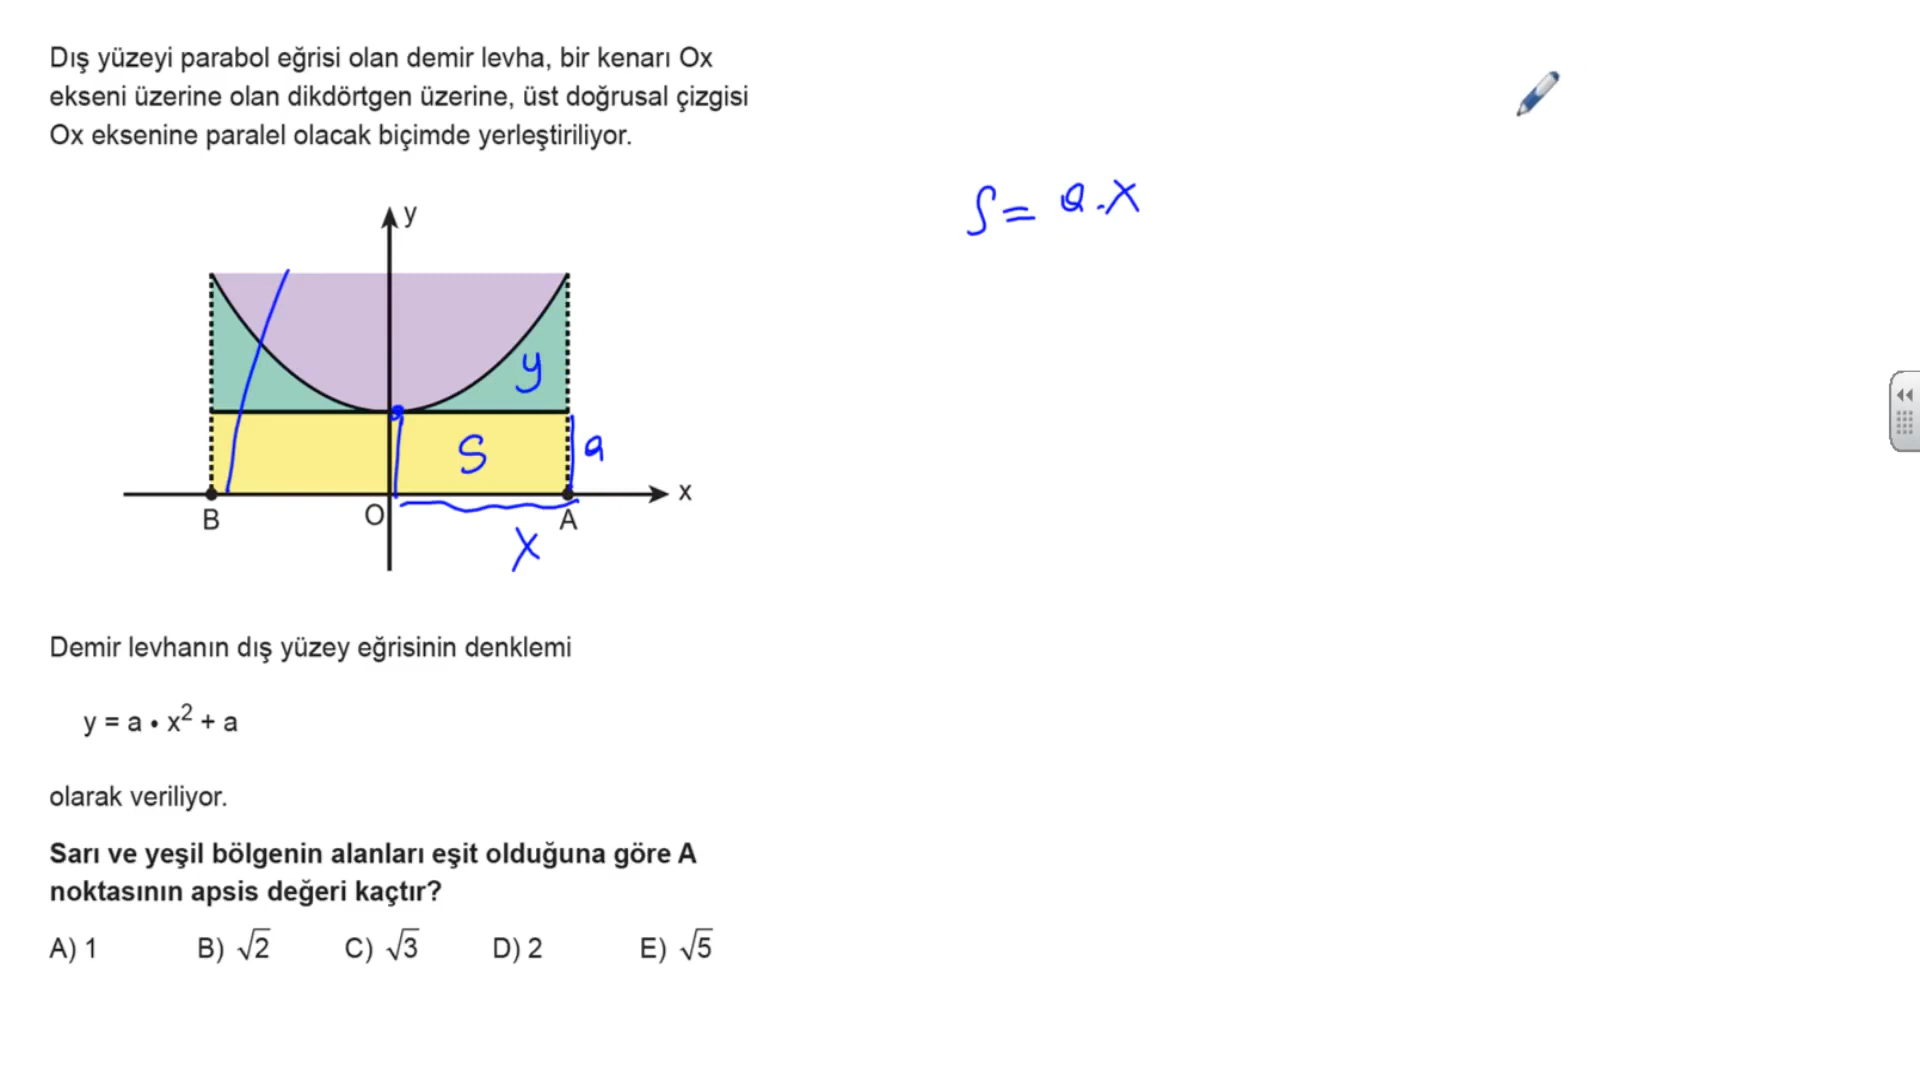 Dış yüzeyi parabol eğrisi olan demir levha, bir kenarı Ox
ekseni üzerine olan dikdörtgen üzerine, üst doğrusal çizgisi
Ox eksenine paralel olacak biçimde yerleştiriliyor.
S = a.x
y
y
S
a
B
O
A
x
x
Demir levhanın dış yüzey eğrisinin denklemi
y = a • x² + a
olarak veriliyor.
Sarı ve yeşil bölgenin alanları eşit olduğuna göre A
noktasının apsis değeri kaçtır?
A) 1 B) √2 C) √3 D) 2 E) √5